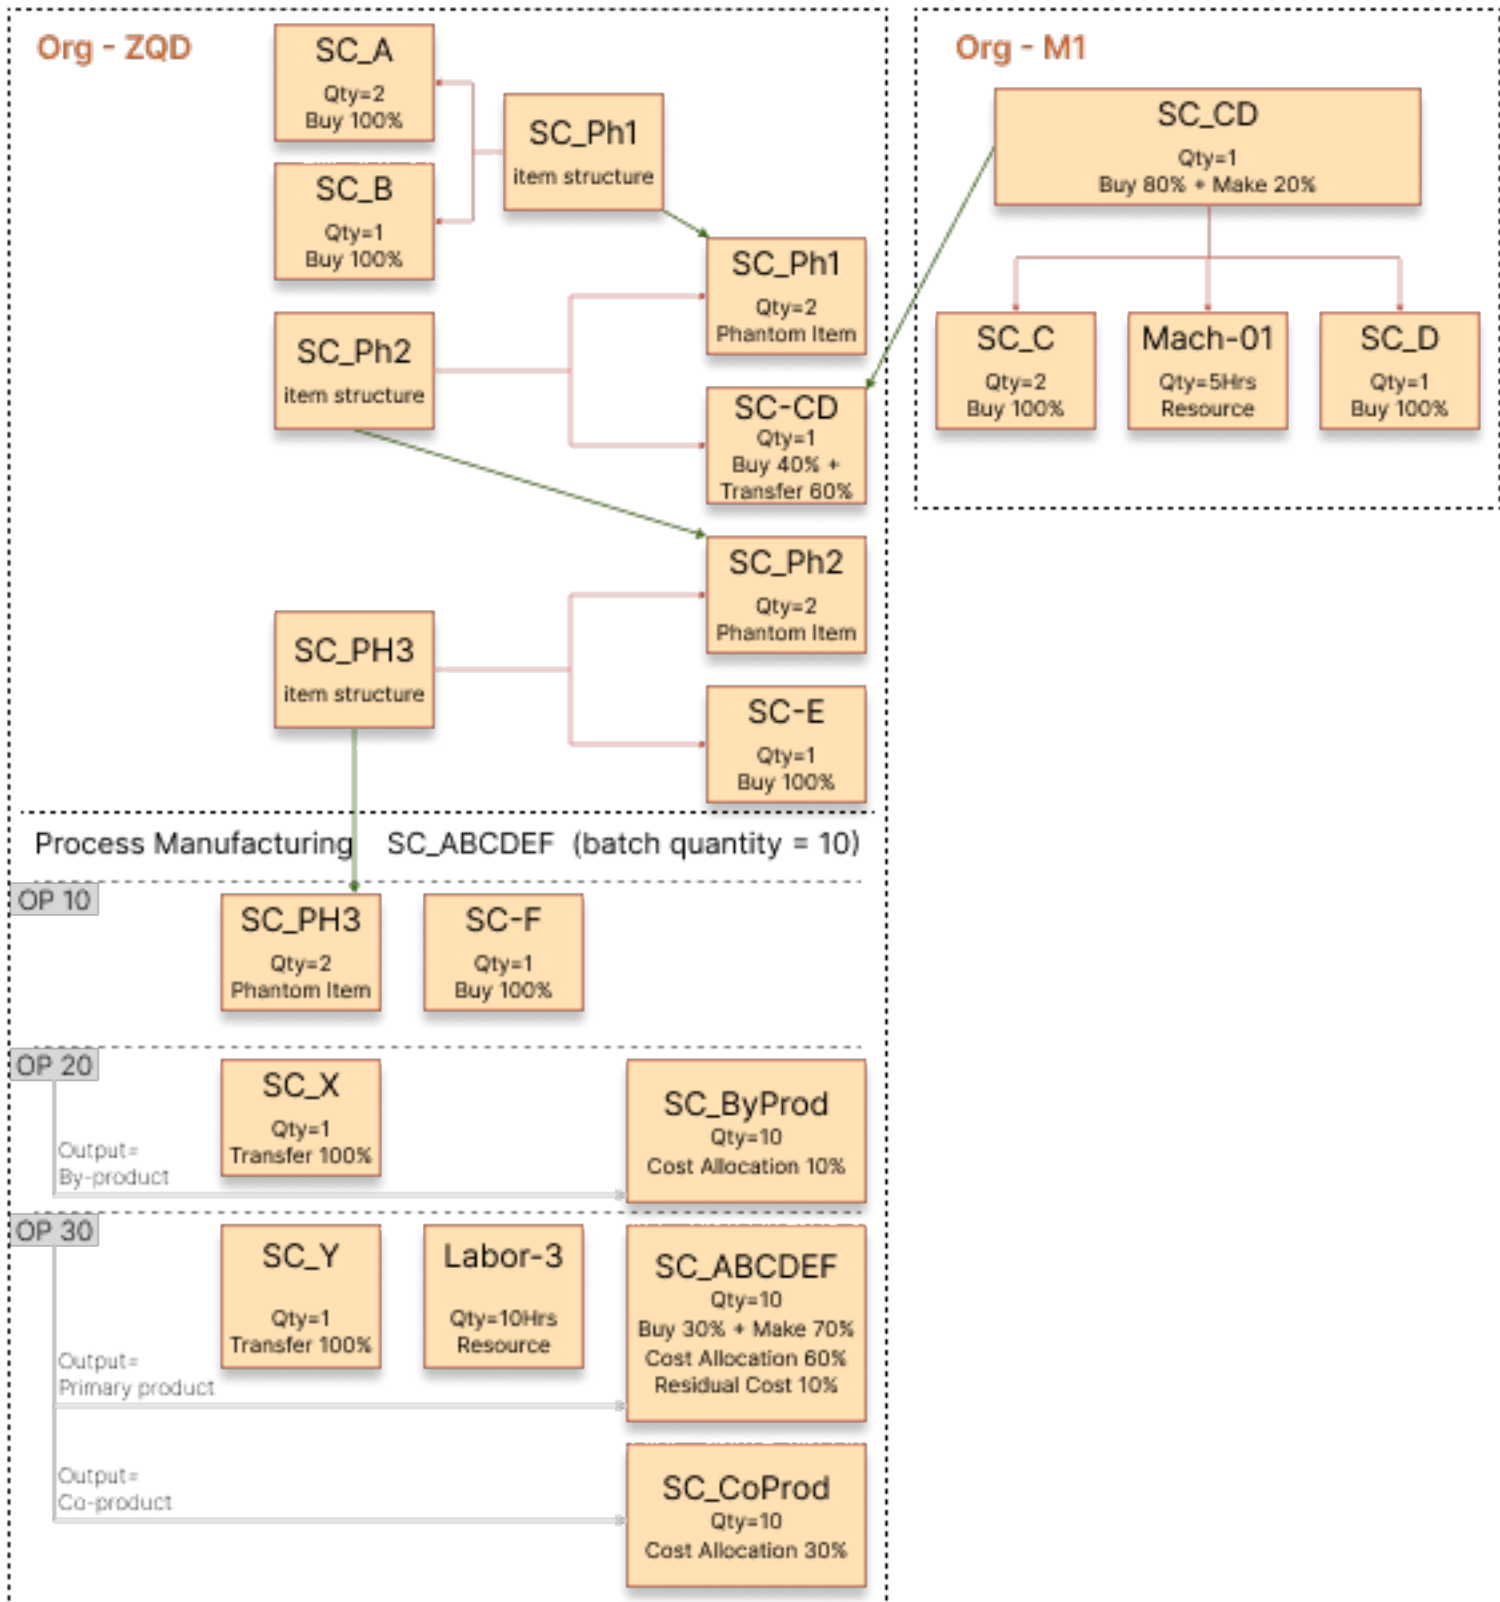 Org - ZQD
SC_A
Qty=2
Buy 100%
SC_B
Qty=1
Buy 100%
SC_Ph1
item structure
SC_Ph2
item structure
SC_Ph1
Qty=2
Phantom Item
SC-CD
Qty=1
Buy 40% +
Transfer 60%
SC_PH3
item structure
SC_Ph2
Qty=2
Phantom Item
SC-E
Qty=1
Buy 100%
Org - M1
SC_CD
Qty=1
Buy 80% + Make 20%
SC_C
Qty=2
Buy 100%
Mach-01
Qty=5Hrs
Resource
SC_D
Qty=1
Buy 100%
Process Manufacturing SC_ABCDEF (batch quantity = 10)
OP 10
SC_PH3
Qty=2
Phantom Item
SC-F
Qty=1
Buy 100%
OP 20
SC_X
Qty=1
Transfer 100%
Output=
By-product
SC_ByProd
Qty=10
Cost Allocation 10%
OP 30
SC_Y
Qty=1
Transfer 100%
Labor-3
Qty=10Hrs
Resource
Output=
Primary product
SC_ABCDEF
Qty=10
Buy 30% + Make 70%
Cost Allocation 60%
Residual Cost 10%
Output=
Co-product
SC_CoProd
Qty=10
Cost Allocation 30%